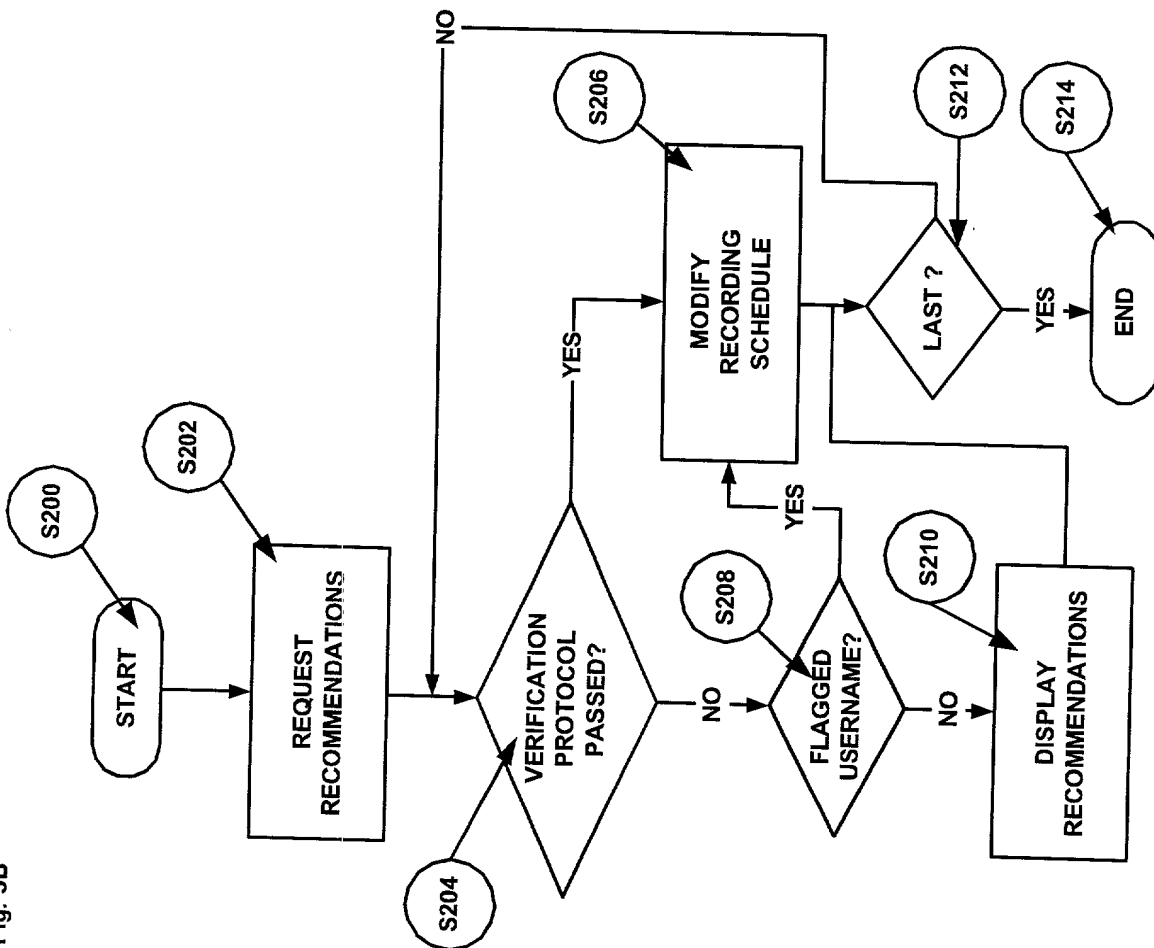 Fig. 5B
START
S200
REQUEST
RECOMMENDATIONS
S202
NO
VERIFICATION
PROTOCOL
PASSED?
S204
YES
MODIFY
RECORDING
SCHEDULE
S206
NO
FLAGGED
USERNAME?
S208
YES
NO
DISPLAY
RECOMMENDATIONS
S210
LAST ?
S212
YES
END
S214